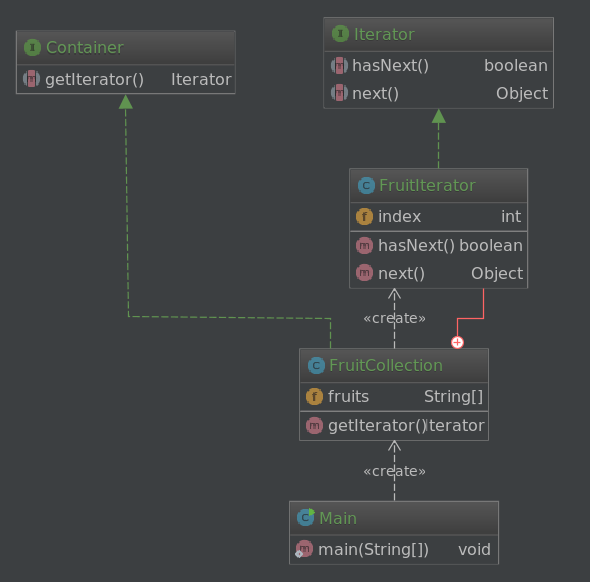 Container
getIterator() Iterator
Iterator
hasNext() boolean
next() Object
FruitIterator
index int
hasNext() boolean
next() Object
«create»
FruitCollection
fruits String[]
getIterator() Iterator
«create»
Main
main(String[]) void